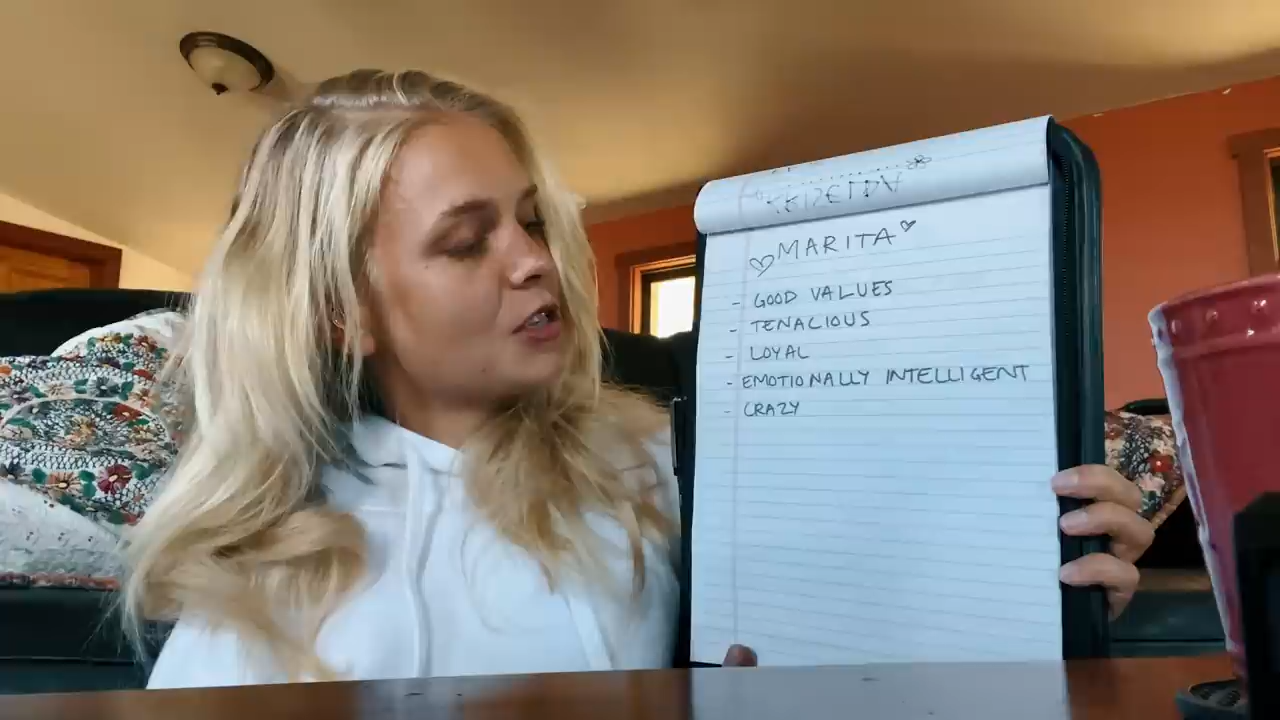 MARITA
- GOOD VALUES
- TENACIOUS
- LOYAL
- EMOTIONALLY INTELLIGENT
- CRAZY